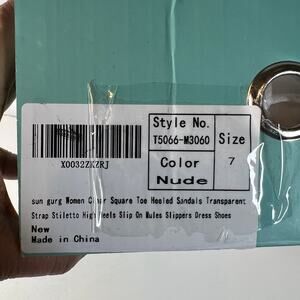 Style No.
T5066-M3060
Size
7
Color
Nude
X0032ZKZRJ
sun gurg Women Clear Square Toe Heeled Sandals Transparent
Strap Stiletto High Heels Slip On Mules Slippers Dress Shoes
New
Made in China